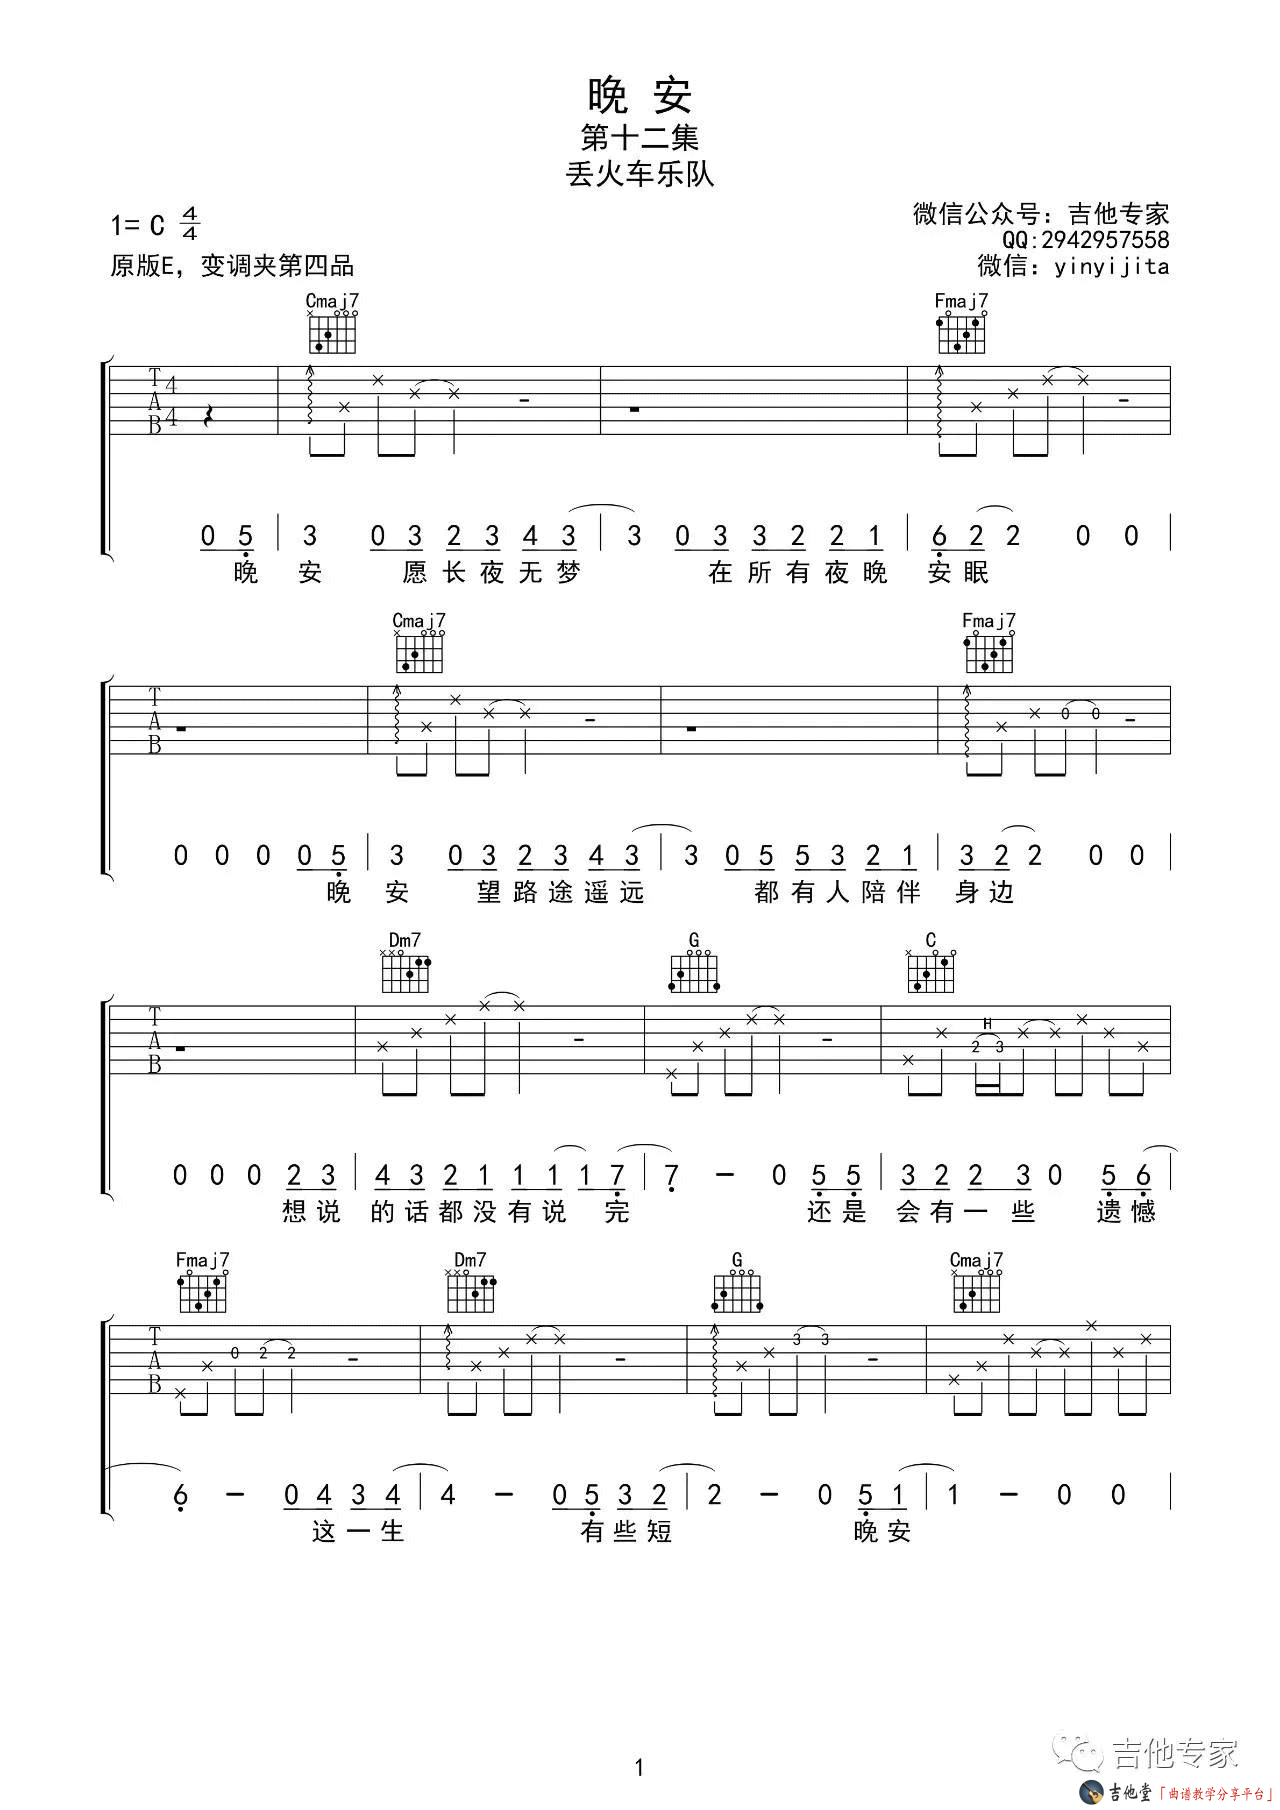 晚 安
第十二集
丢火车乐队
1= C 4/4
微信公众号：吉他专家
QQ:2942957558
原版E，变调夹第四品
微信：yinyijita
Cmaj7 Fmaj7
T A B 4 4
0 5 3 0 3 2 3 4 3 3 0 3 3 2 2 1 6 2 2 0 0
晚 安 愿 长 夜 无 梦 在 所 有 夜 晚 安 眠
Cmaj7 Fmaj7
T A B 0 0
0 0 0 0 5 3 0 3 2 3 4 3 3 0 5 5 3 2 1 3 2 2 0 0
晚 安 望 路 途 遥 远 都 有 人 陪 伴 身 边
Dm7 G C
T A B H 2 3
0 0 0 2 3 4 3 2 1 1 1 1 7 7 – 0 5 5 3 2 2 3 0 5 6
想 说 的 话 都 没 有 说 完 还 是 会 有 一 些 遗 憾
Fmaj7 Dm7 G Cmaj7
T A B 0 2 2 3 3
6 – 0 4 3 4 4 – 0 5 3 2 2 – 0 5 1 1 – 0 0
这 一 生 有 些 短 晚 安
1
吉他专家
吉他堂「曲谱教学分享平台」